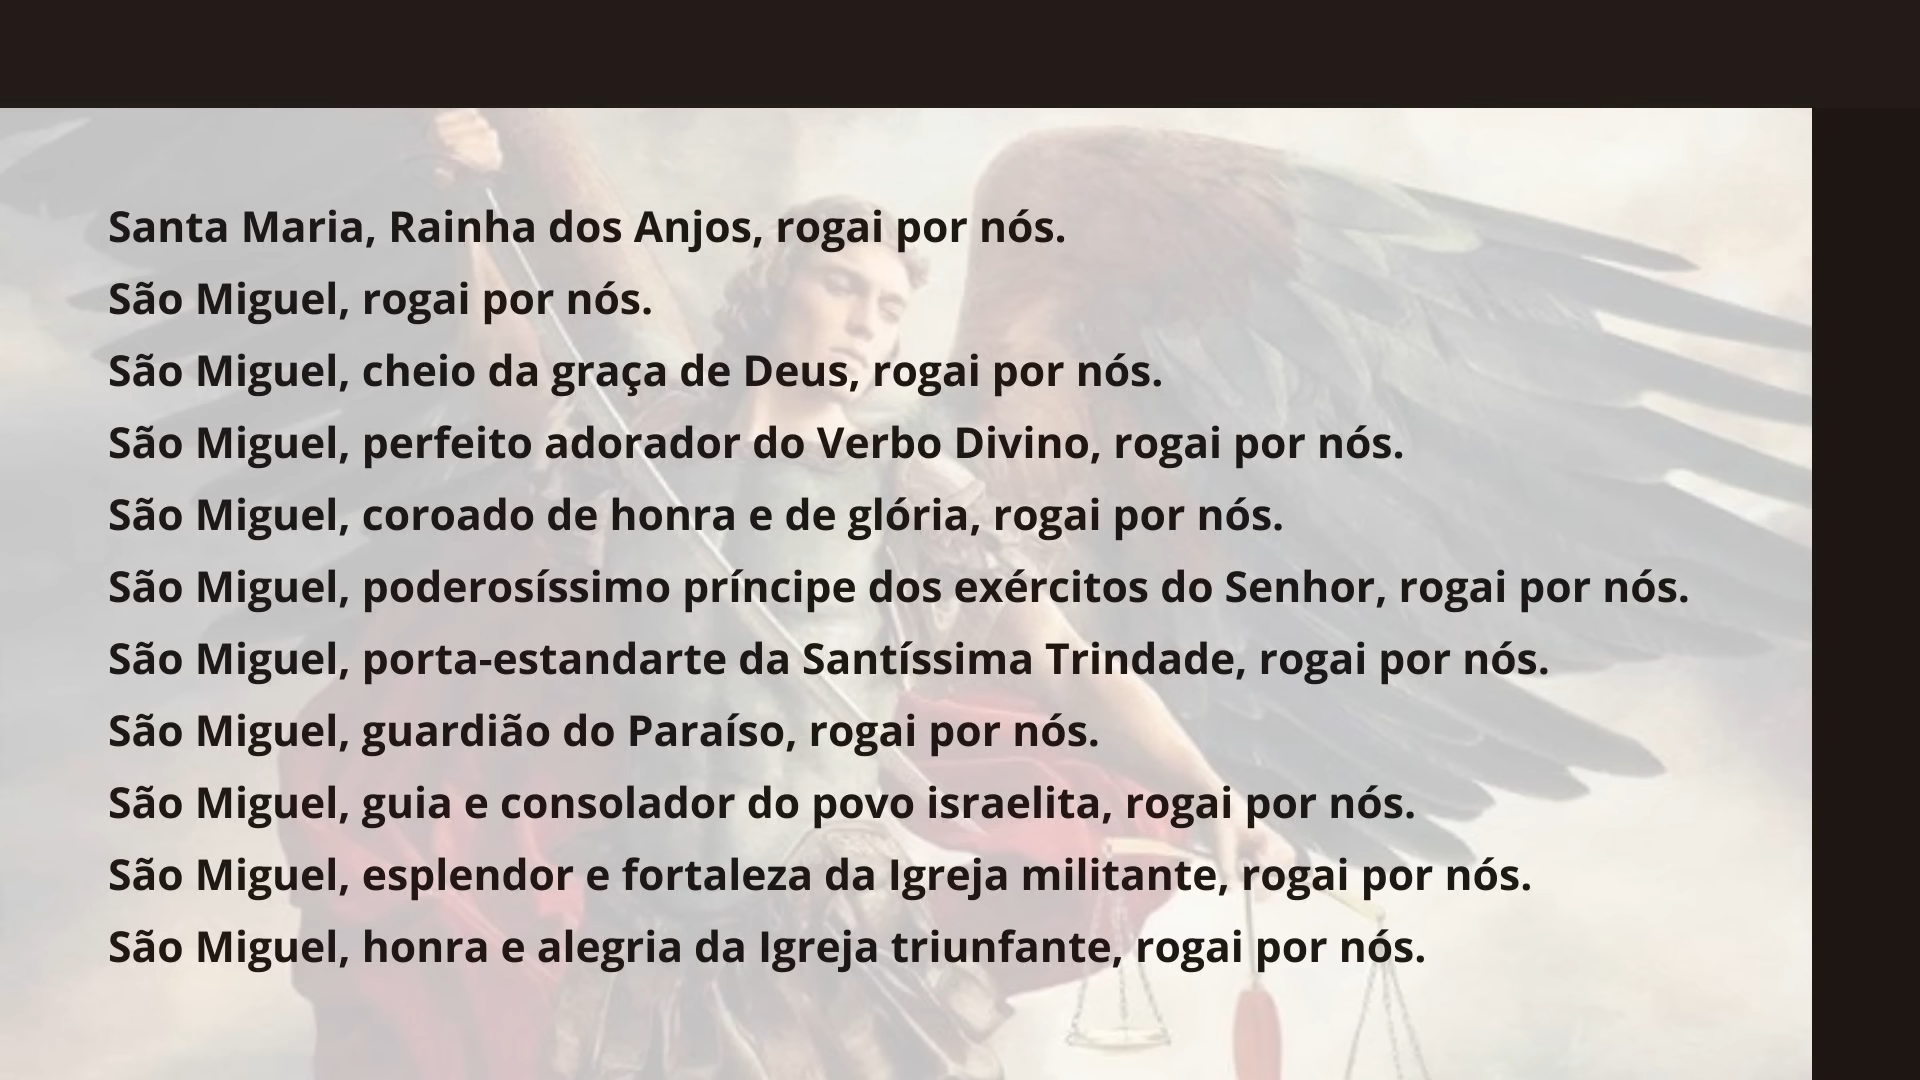 Santa Maria, Rainha dos Anjos, rogai por nós.
São Miguel, rogai por nós.
São Miguel, cheio da graça de Deus, rogai por nós.
São Miguel, perfeito adorador do Verbo Divino, rogai por nós.
São Miguel, coroado de honra e de glória, rogai por nós.
São Miguel, poderosíssimo príncipe dos exércitos do Senhor, rogai por nós.
São Miguel, porta-estandarte da Santíssima Trindade, rogai por nós.
São Miguel, guardião do Paraíso, rogai por nós.
São Miguel, guia e consolador do povo israelita, rogai por nós.
São Miguel, esplendor e fortaleza da Igreja militante, rogai por nós.
São Miguel, honra e alegria da Igreja triunfante, rogai por nós.